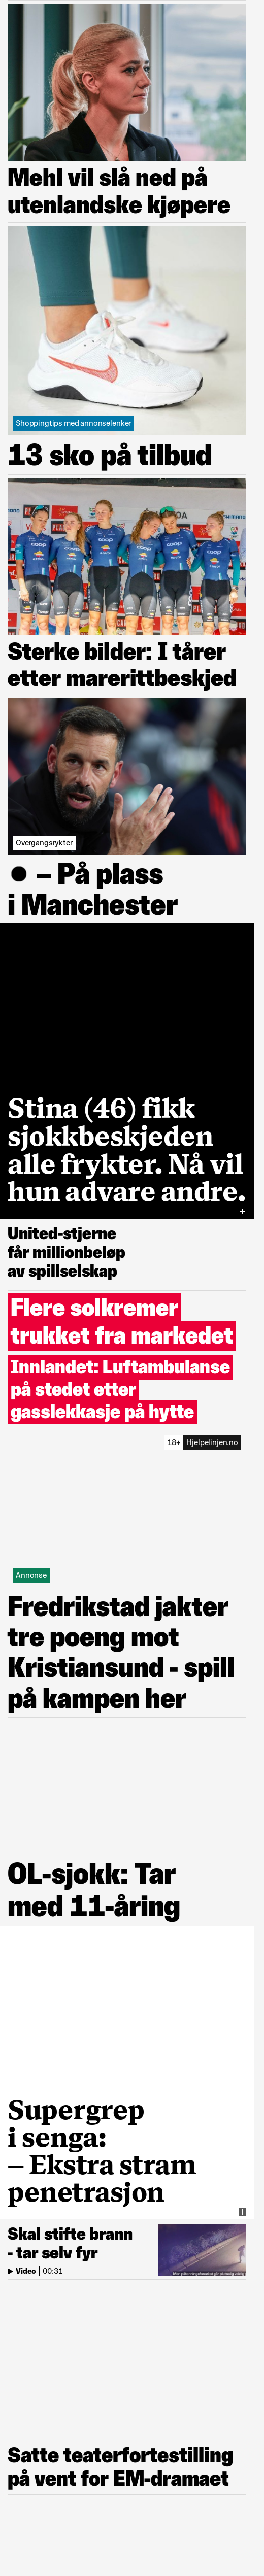 Mehl vil slå ned på
utenlandske kjøpere
Shoppingtips med annonselenker
13 sko på tilbud
coop
coop
coop
Sterke bilder: I tårer
etter marerittbeskjed
Overgangsrykter
● – På plass
i Manchester
Stina (46) fikk
sjokkbeskjeden
alle frykter. Nå vil
hun advare andre.
+
United-stjerne
får millionbeløp
av spillselskap
Flere solkremer
trukket fra markedet
Innlandet: Luftambulanse
på stedet etter
gasslekkasje på hytte
18+ Hjelpelinjen.no
Annonse
Fredrikstad jakter
tre poeng mot
Kristiansund - spill
på kampen her
OL-sjokk: Tar
med 11-åring
Supergrep
i senga:
– Ekstra stram
penetrasjon
+
Skal stifte brann
- tar selv fyr
Video | 00:31
Satte teaterfortestilling
på vent for EM-dramaet